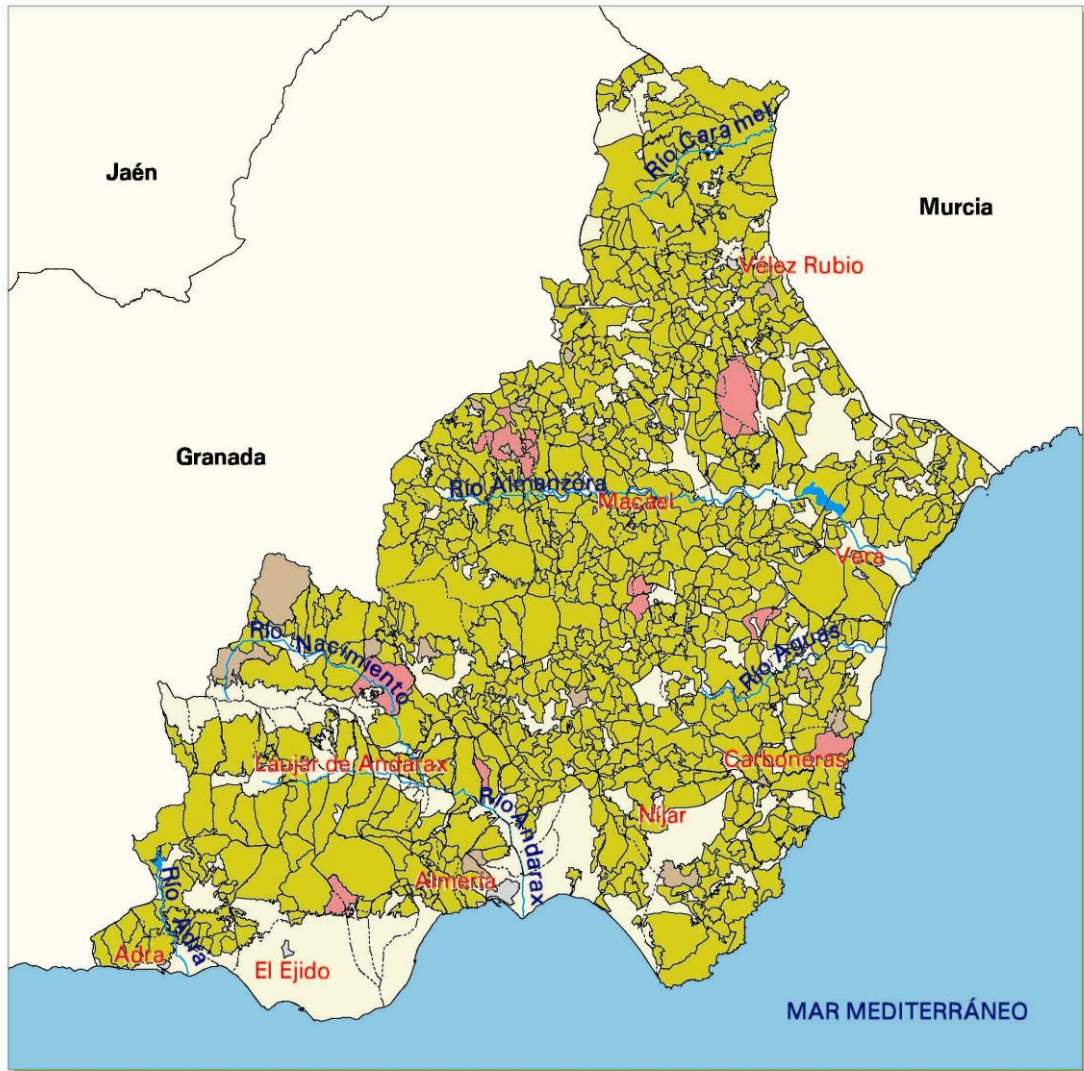 Río Caramel
Jaén
Murcia
Vélez Rubio
Granada
Río Almanzora
Macael
Vera
Río Nacimiento
Río Aguas
Laujar de Andarax
Carboneras
Río Andarax
Níjar
Almería
Río Adra
Adra
El Ejido
MAR MEDITERRÁNEO